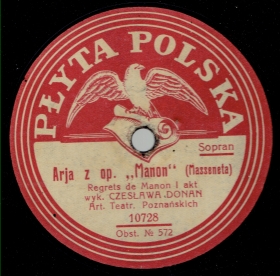 PŁYTA POLSKA
Sopran
Arja z op. „Manon" (Masseneta)
Regrets de Manon I akt
wyk. CZESŁAWA DONAN
Art. Teatr. Poznańskich
10728
Obst. № 572